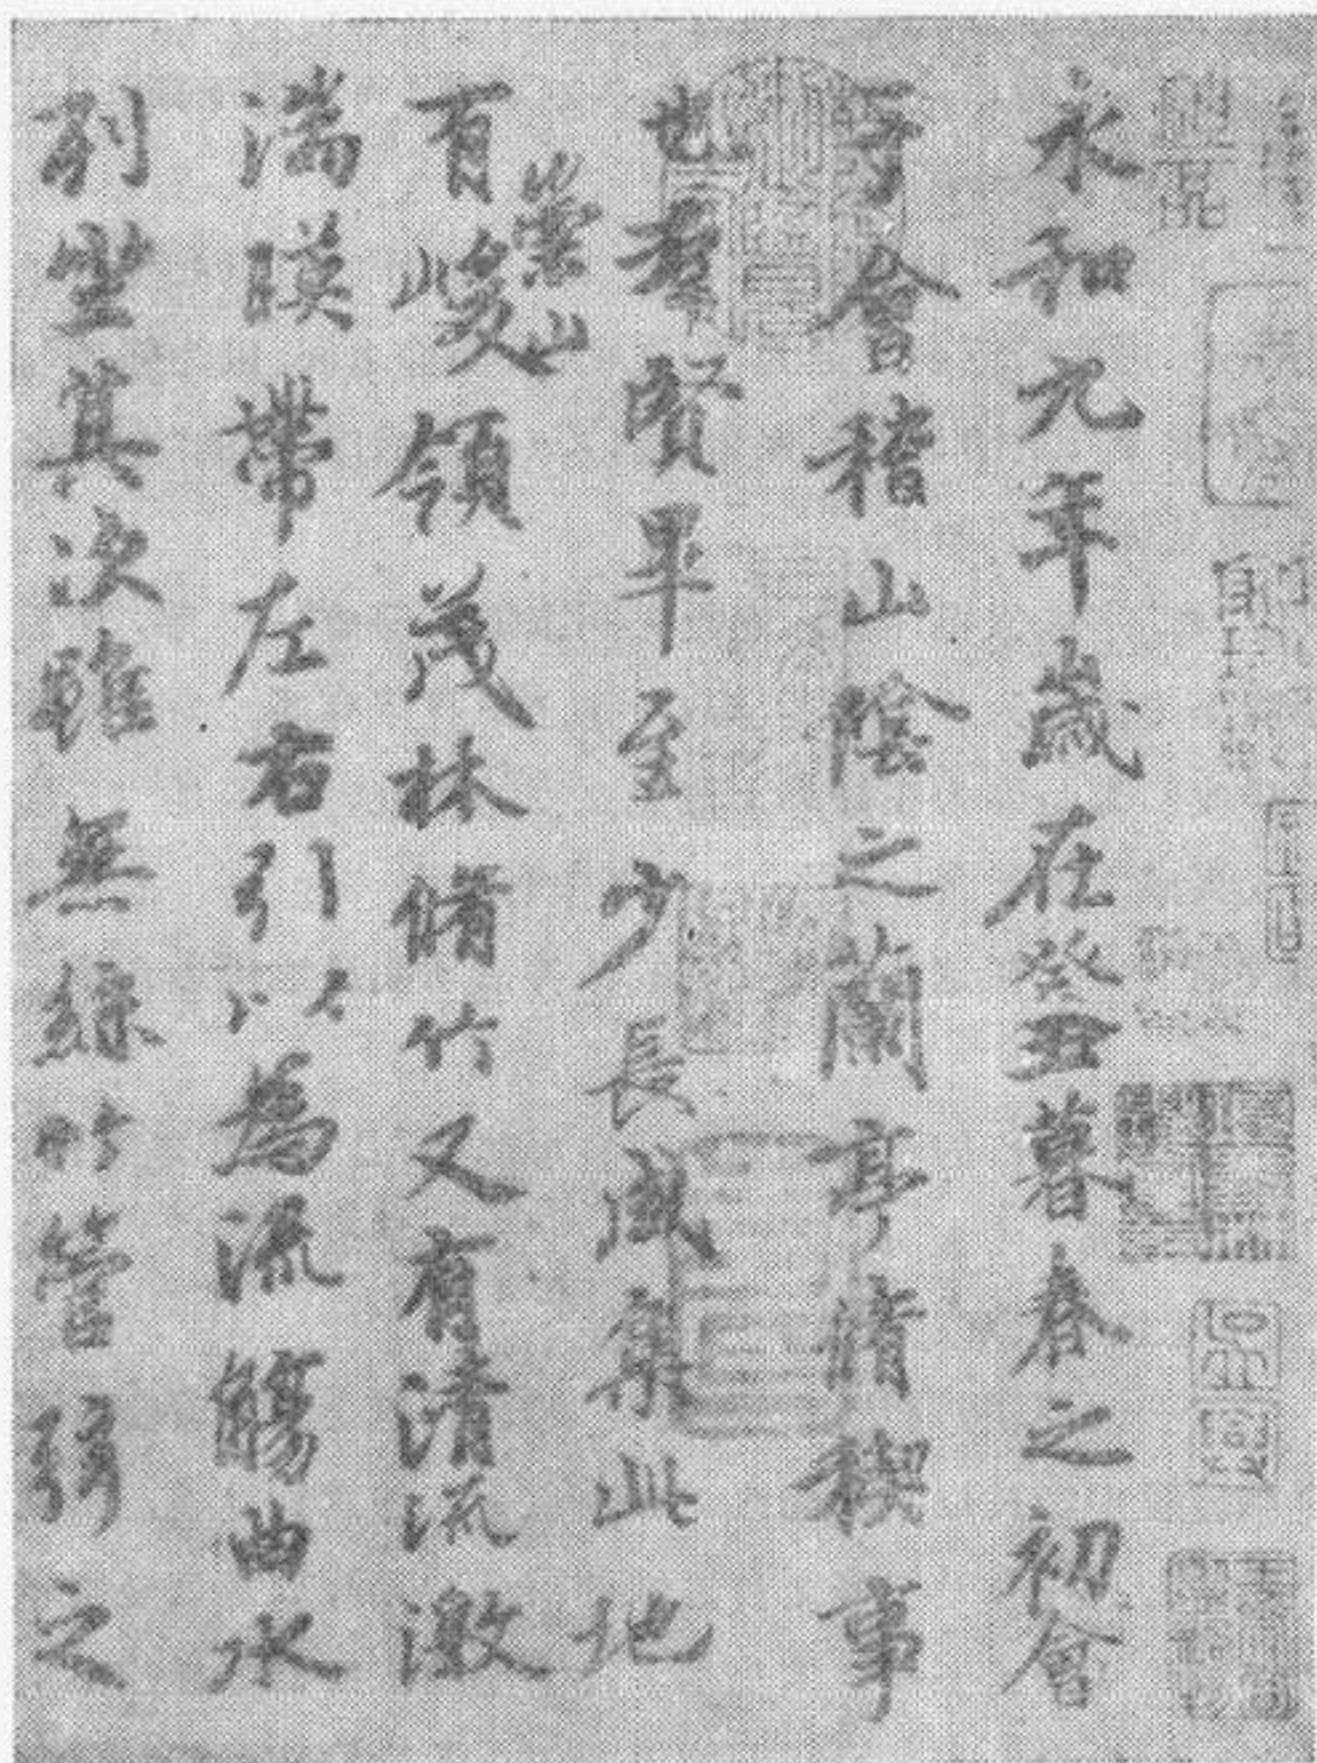 永和九年歲在癸丑暮春之初會
于會稽山陰之蘭亭脩稧事
也羣賢畢至少長咸集此地
有崇山峻領茂林脩竹又有清流激
湍暎帶左右引以為流觴曲水
列坐其次雖無絲竹管弦之